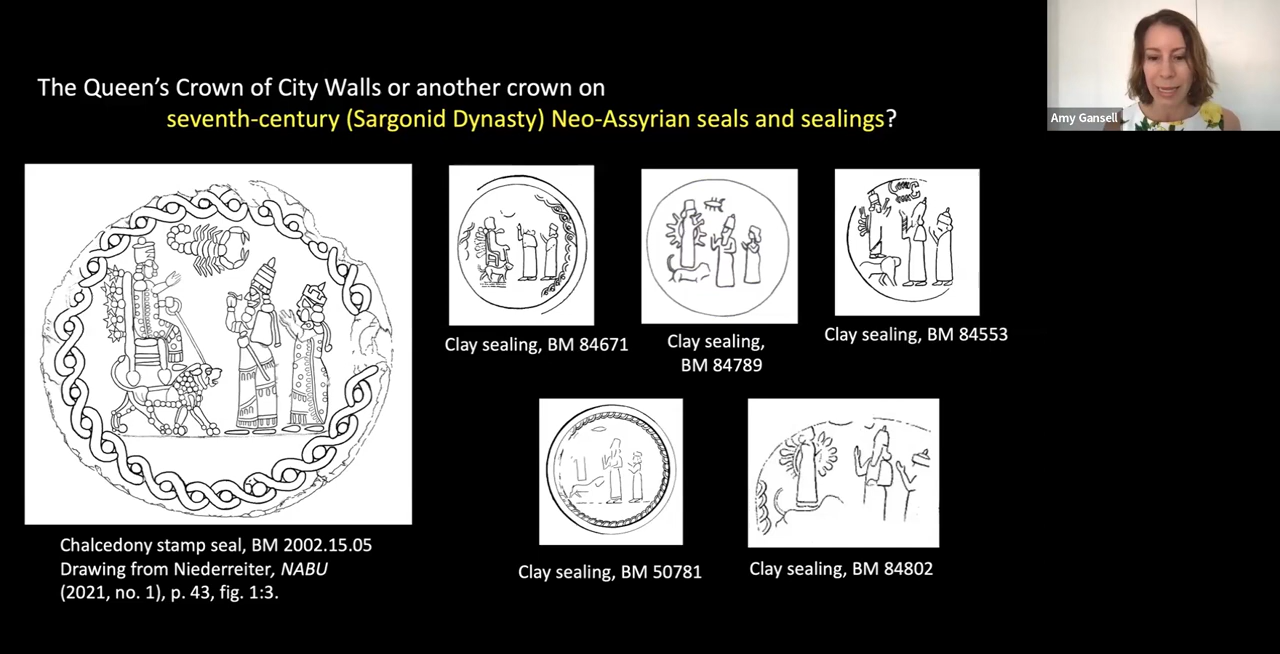 The Queen's Crown of City Walls or another crown on
seventh-century (Sargonid Dynasty) Neo-Assyrian seals and sealings?
Amy Gansell
Clay sealing, BM 84671
Clay sealing,
BM 84789
Clay sealing, BM 84553
Chalcedony stamp seal, BM 2002.15.05
Drawing from Niederreiter, NABU
(2021, no. 1), p. 43, fig. 1:3.
Clay sealing, BM 50781
Clay sealing, BM 84802